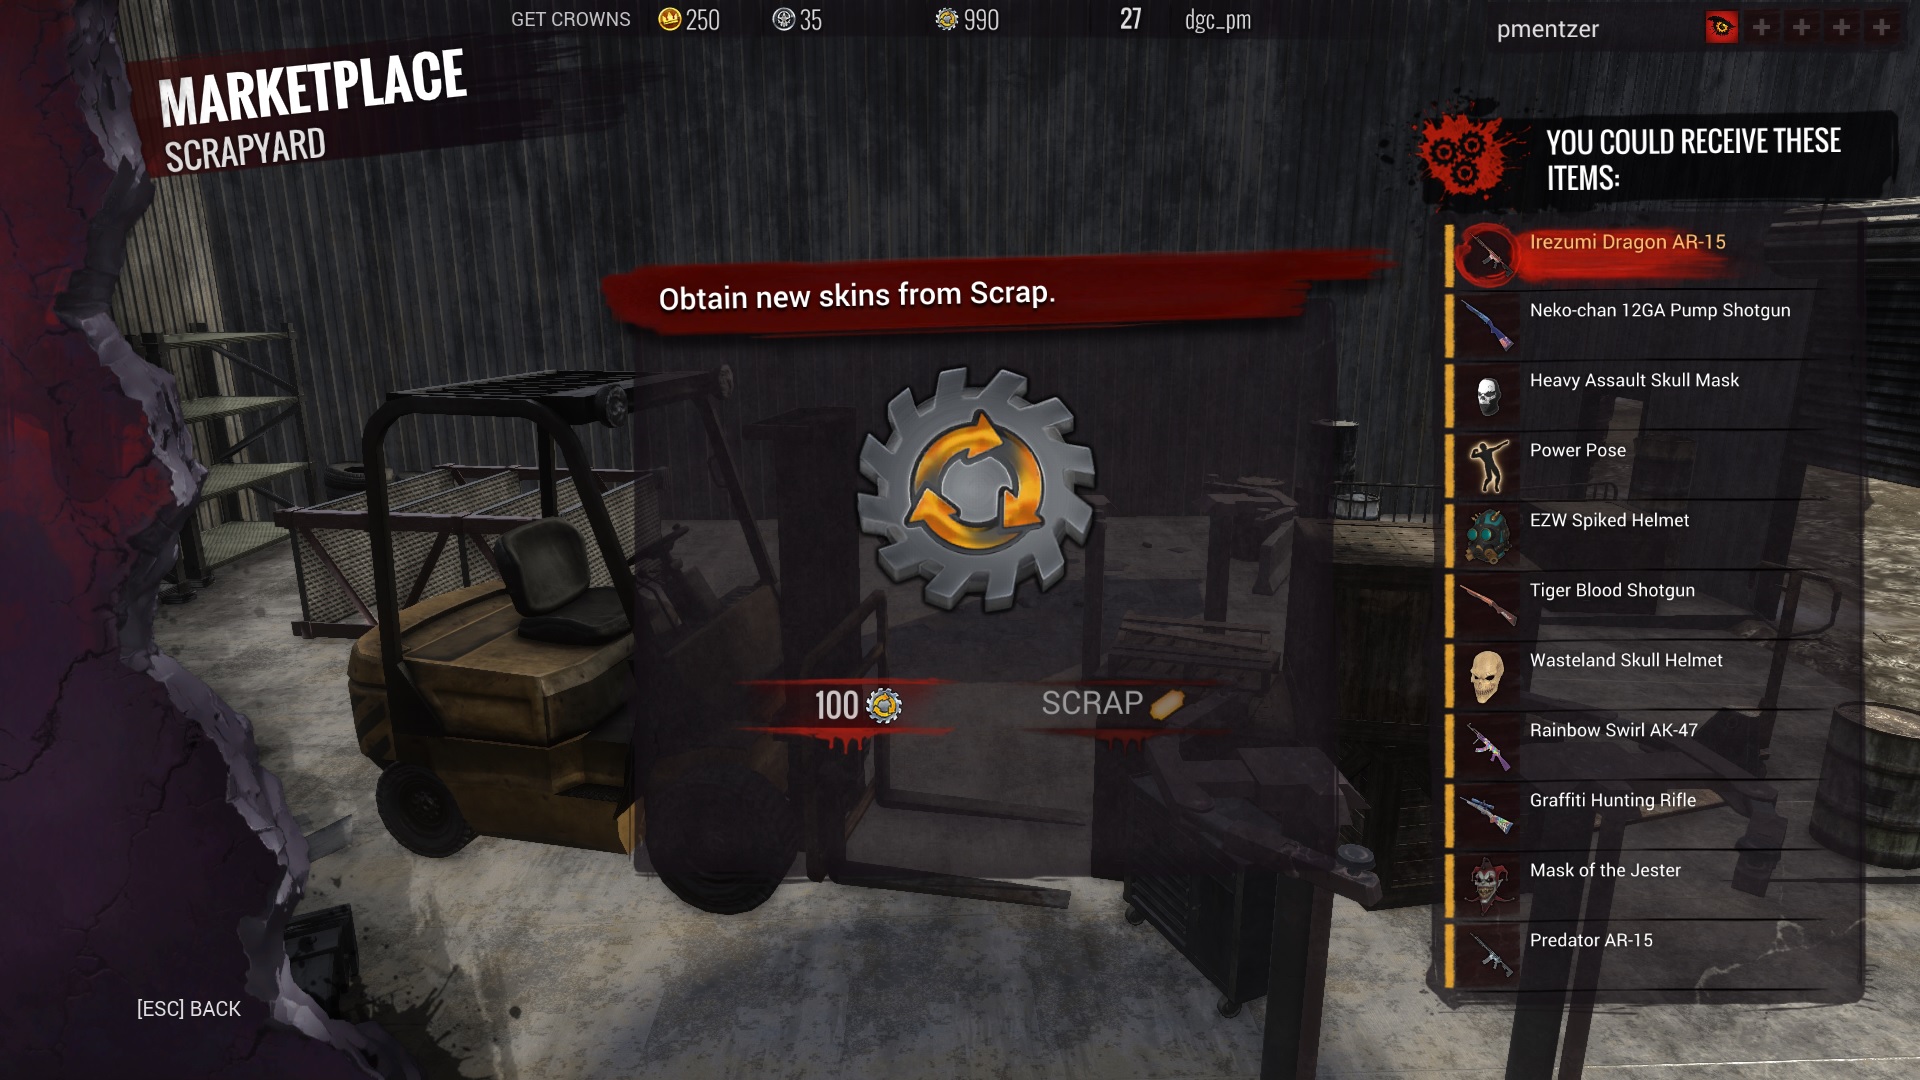 GET CROWNS 250 35 990 27 dgc_pm
pmentzer
MARKETPLACE
SCRAPYARD
YOU COULD RECEIVE THESE
ITEMS:
Obtain new skins from Scrap.
100
SCRAP
Irezumi Dragon AR-15
Neko-chan 12GA Pump Shotgun
Heavy Assault Skull Mask
Power Pose
EZW Spiked Helmet
Tiger Blood Shotgun
Wasteland Skull Helmet
Rainbow Swirl AK-47
Graffiti Hunting Rifle
Mask of the Jester
Predator AR-15
[ESC] BACK